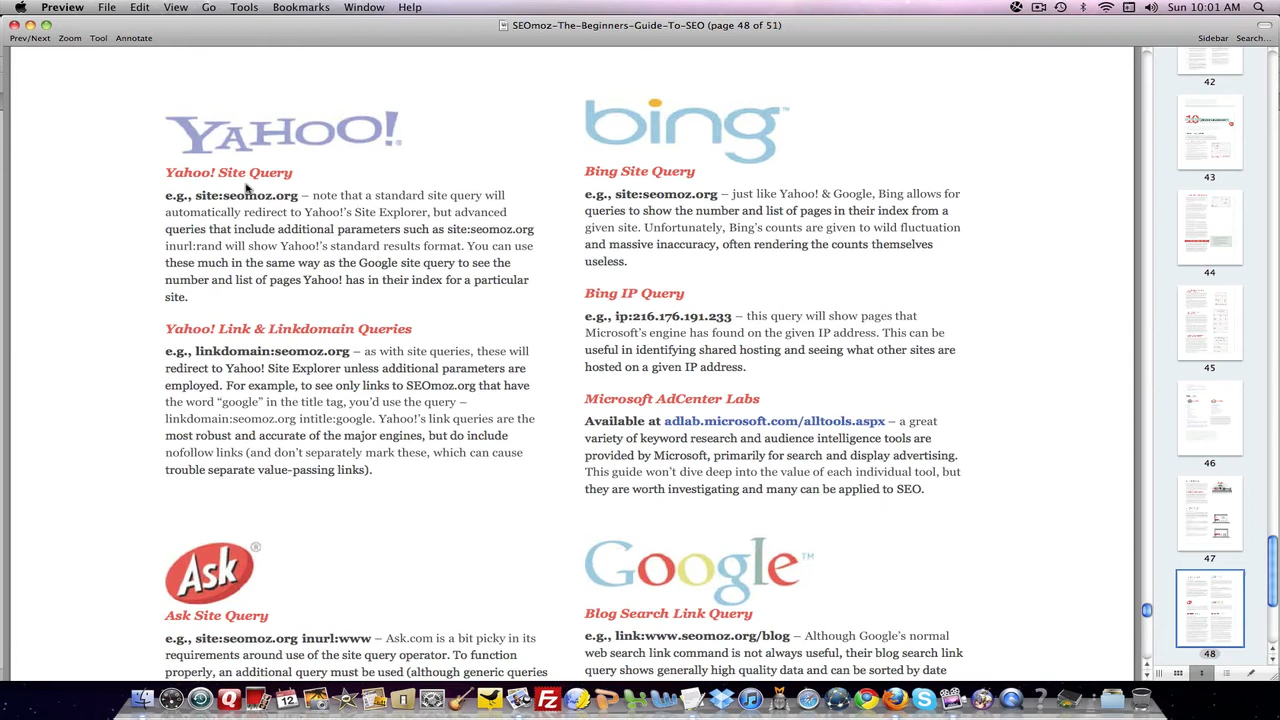 Preview File Edit View Go Tools Bookmarks Window Help
Sun 10:01 AM
SEOmoz-The-Beginners-Guide-To-SEO (page 48 of 51)
Prev/Next Zoom Tool Annotate
Sidebar Search...
YAHOO!
Yahoo! Site Query
e.g., site:seomoz.org – note that a standard site query will
automatically redirect to Yahoo!'s Site Explorer, but advanced
queries that include additional parameters such as site:seomoz.org
inurl:rand will show Yahoo!'s standard results format. You can use
these much in the same way as the Google site query to see the
number and list of pages Yahoo! has in their index for a particular
site.
Yahoo! Link & Linkdomain Queries
e.g., linkdomain:seomoz.org – as with site queries, these will
redirect to Yahoo! Site Explorer unless additional parameters are
employed. For example, to see only links to SEOmoz.org that have
the word “google” in the title tag, you'd use the query –
linkdomain:seomoz.org intitle:google. Yahoo!'s link queries are the
most robust and accurate of the major engines, but do include
nofollow links (and don't separately mark these, which can cause
trouble separate value-passing links).
Ask®
Ask Site Query
e.g., site:seomoz.org inurl:www – Ask.com is a bit picky in its
requirements around use of the site query operator. To function
properly, an additional query must be used (although generic queries
bing™
Bing Site Query
e.g., site:seomoz.org – just like Yahoo! & Google, Bing allows for
queries to show the number and list of pages in their index from a
given site. Unfortunately, Bing's counts are given to wild fluctuation
and massive inaccuracy, often rendering the counts themselves
useless.
Bing IP Query
e.g., ip:216.176.191.233 – this query will show pages that
Microsoft's engine has found on the given IP address. This can be
useful in identifying shared hosting and seeing what other sites are
hosted on a given IP address.
Microsoft AdCenter Labs
Available at adlab.microsoft.com/alltools.aspx – a great
variety of keyword research and audience intelligence tools are
provided by Microsoft, primarily for search and display advertising.
This guide won't dive deep into the value of each individual tool, but
they are worth investigating and many can be applied to SEO.
Google™
Blog Search Link Query
e.g., link:www.seomoz.org/blog – Although Google's normal
web search link command is not always useful, their blog search link
query shows generally high quality data and can be sorted by date
42
43
44
45
46
47
48